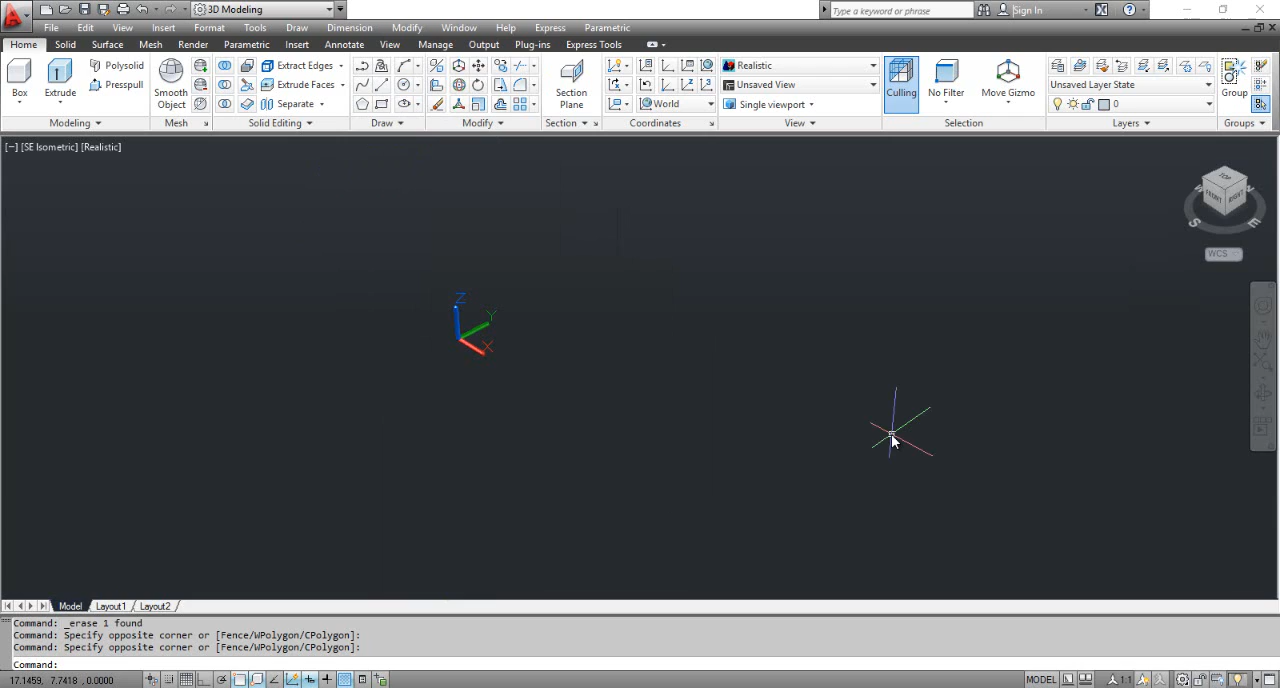 3D Modeling
Type a keyword or phrase
Sign In
File Edit View Insert Format Tools Draw Dimension Modify Window Help Express Parametric
Home Solid Surface Mesh Render Parametric Insert Annotate View Manage Output Plug-ins Express Tools
Polysolid Extract Edges Realistic
Presspull Extrude Faces Unsaved View Unsaved Layer State
Box Extrude Smooth Object Separate Section Plane World Single viewport Culling No Filter Move Gizmo 0 Group
Modeling Mesh Solid Editing Draw Modify Section Coordinates View Selection Layers Groups
[−] [SE Isometric] [Realistic]
TOP
W N
FRONT RIGHT
S E
WCS
Z
Y
X
Model Layout1 Layout2
Command: _erase 1 found
Command: Specify opposite corner or [Fence/WPolygon/CPolygon]:
Command: Specify opposite corner or [Fence/WPolygon/CPolygon]:
Command:
17.1459, 7.7418 , 0.0000 MODEL 1:1